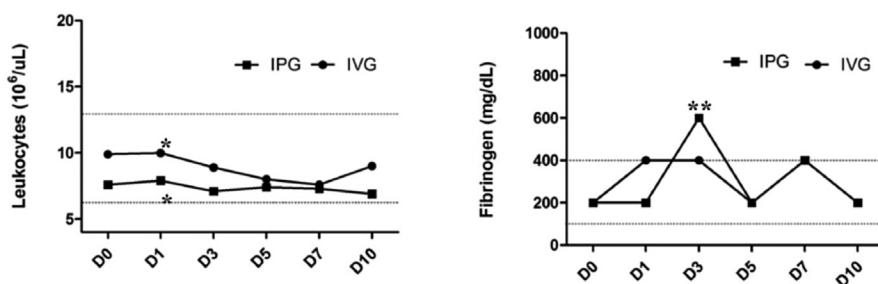 Leukocytes (10⁶/uL)
20
15
10
5
IPG IVG
*
*
D0 D1 D3 D5 D7 D10
Fibrinogen (mg/dL)
1000
800
600
400
200
0
IPG IVG
**
D0 D1 D3 D5 D7 D10